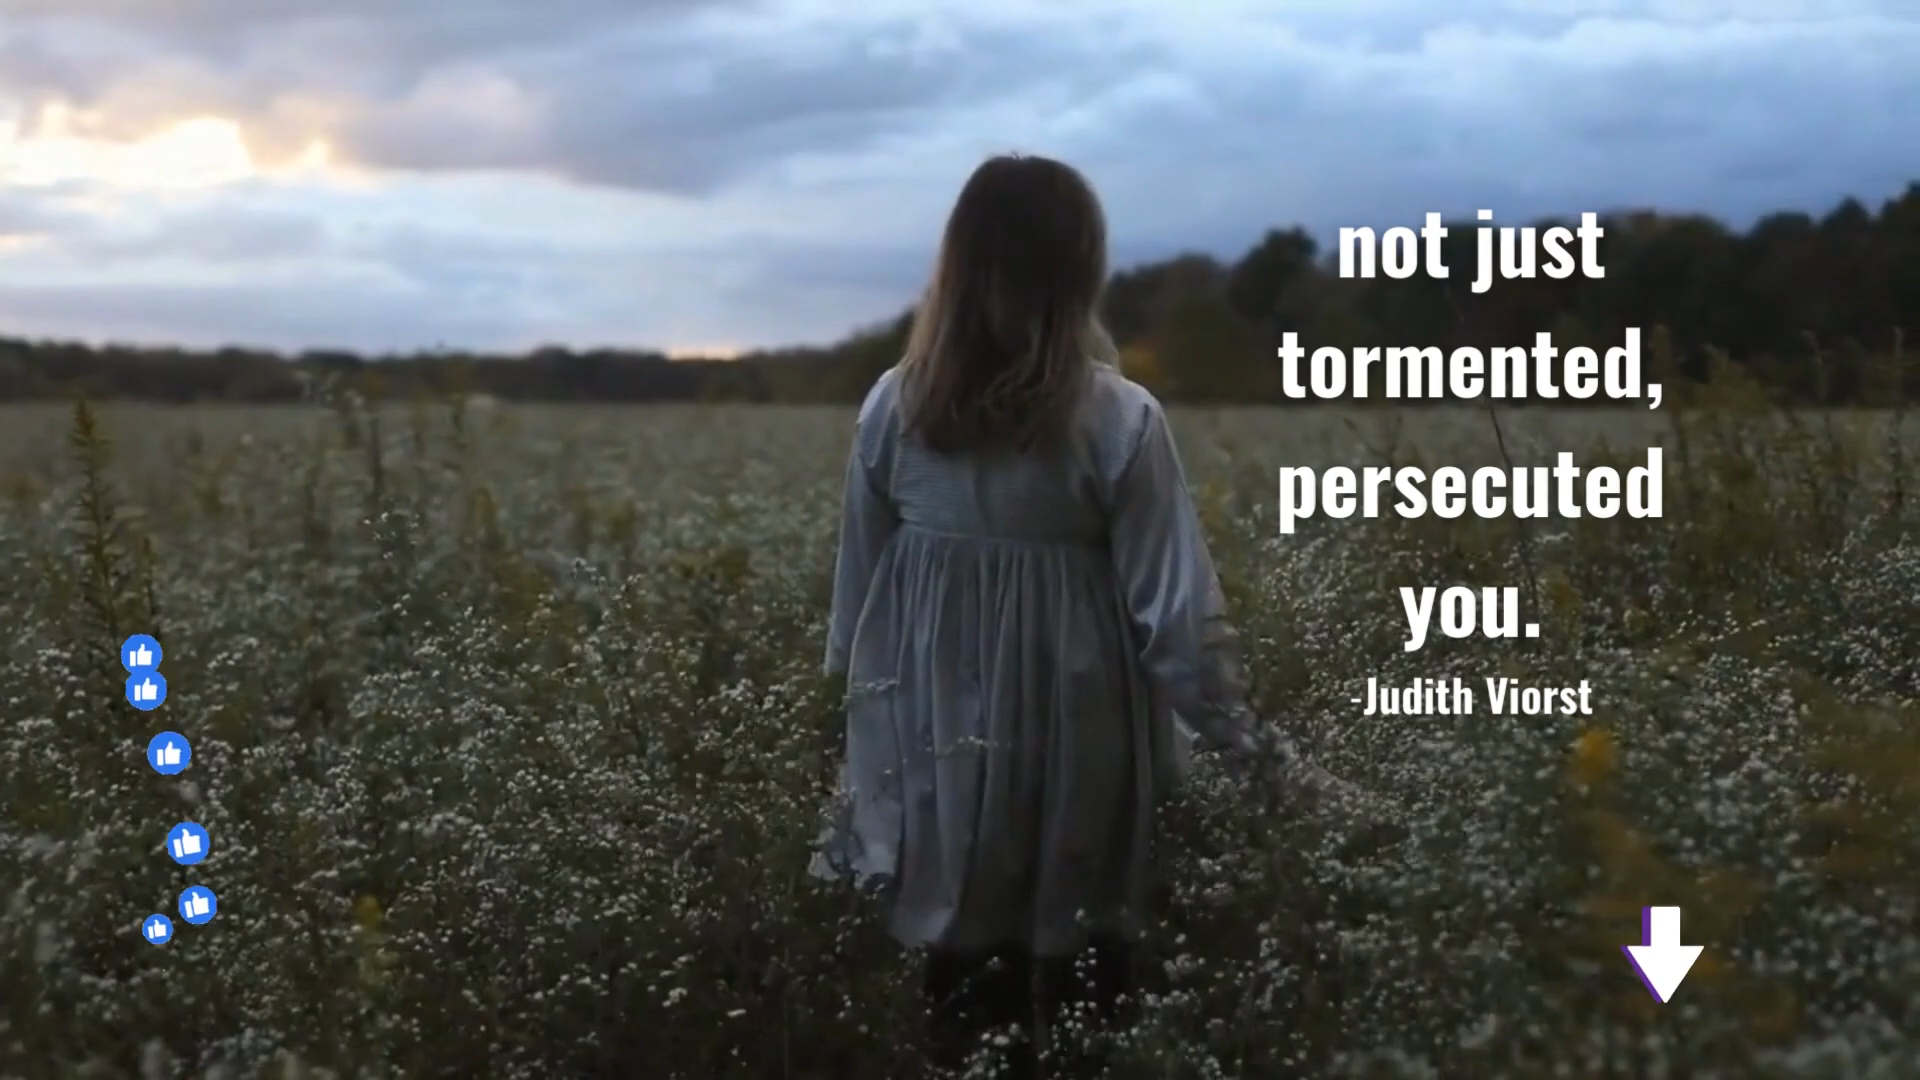 not just
tormented,
persecuted
you.
-Judith Viorst